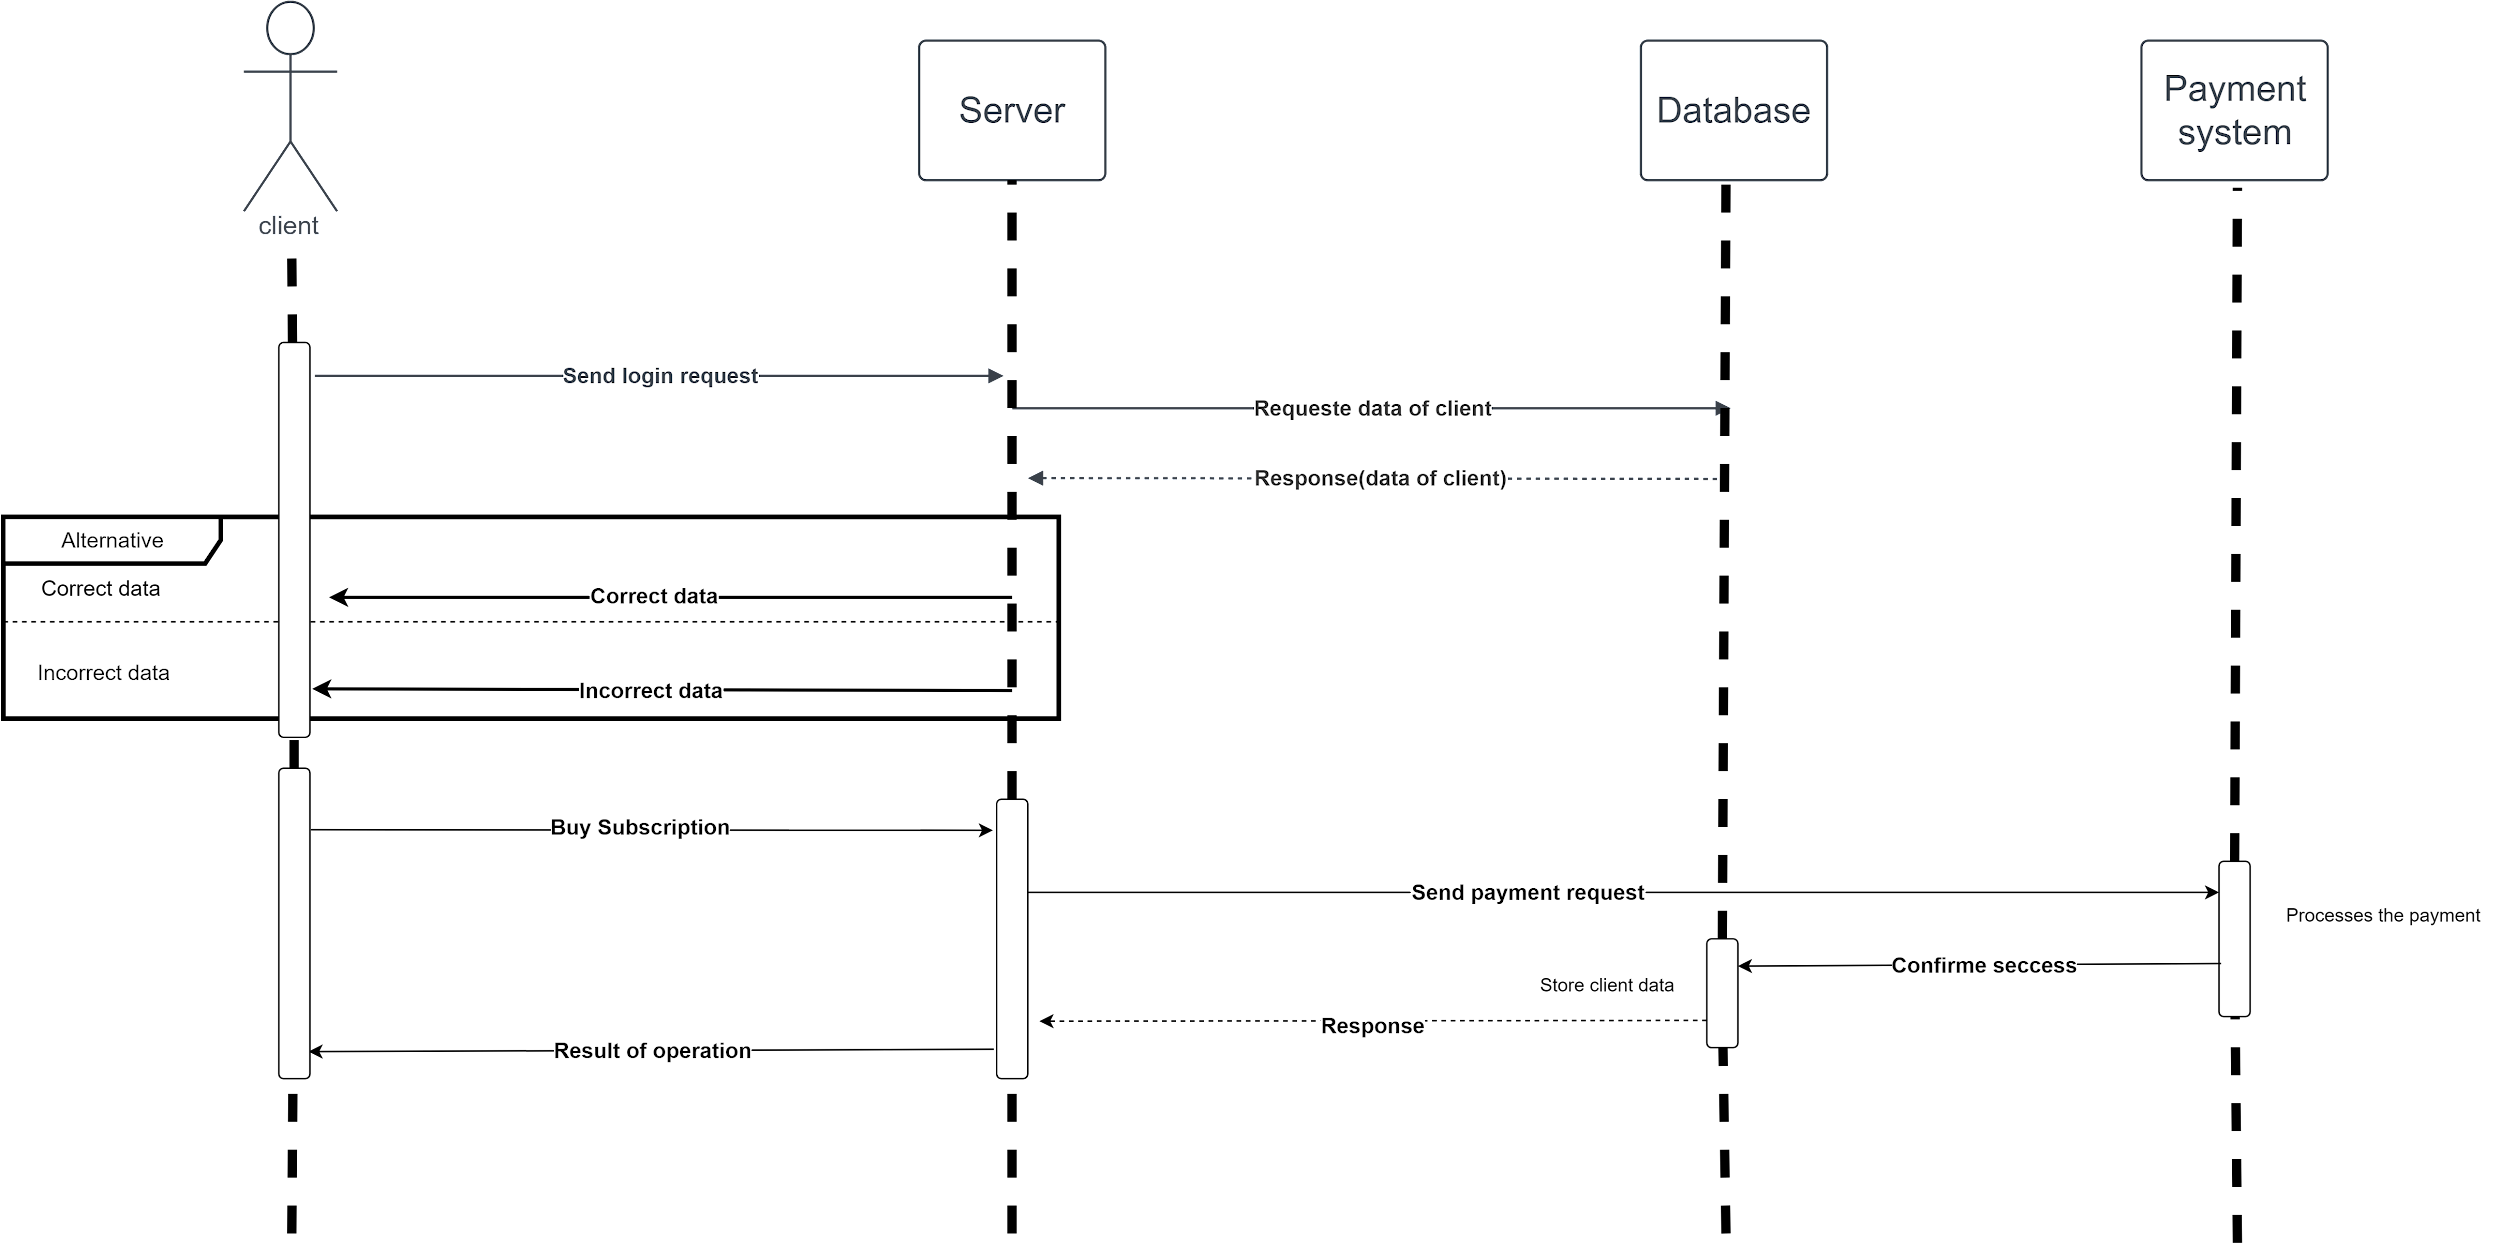 client
Server
Database
Payment
system
Send login request
Requeste data of client
Response(data of client)
Alternative
Correct data
Correct data
Incorrect data
Incorrect data
Buy Subscription
Send payment request
Processes the payment
Confirme seccess
Store client data
Response
Result of operation